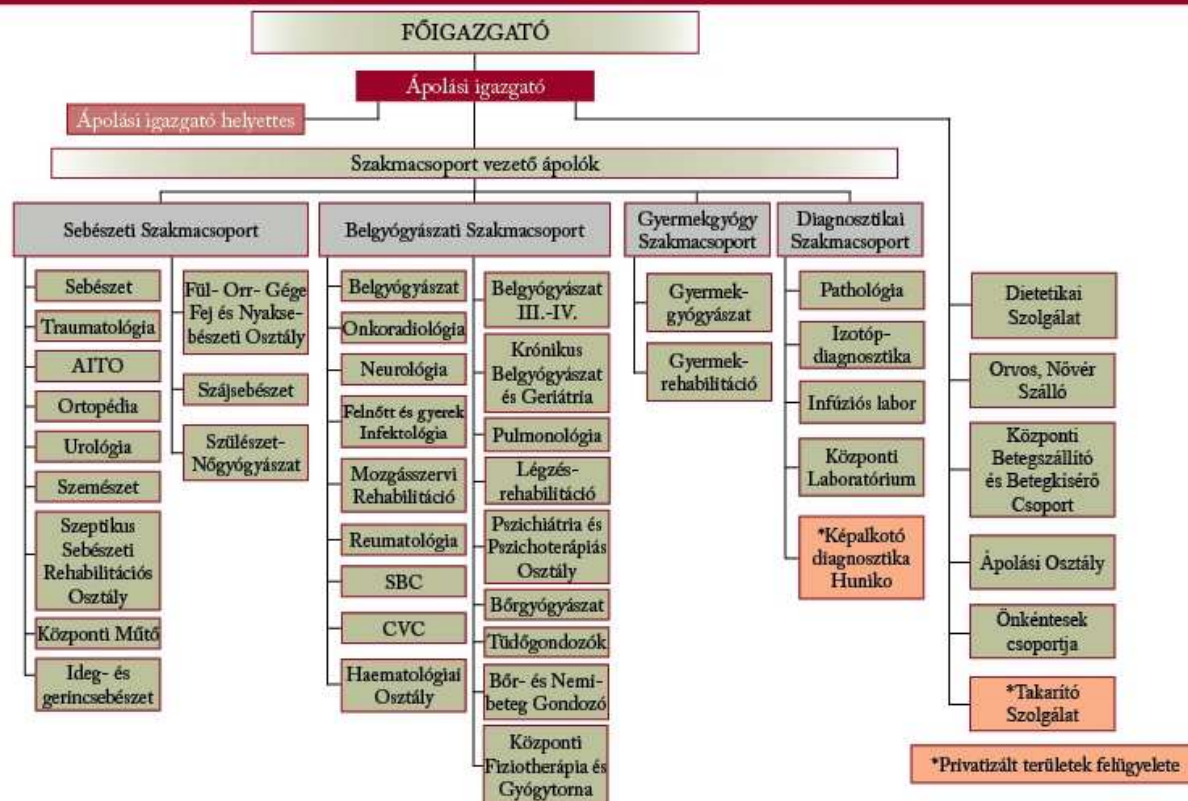 FŐIGAZGATÓ
Ápolási igazgató
Ápolási igazgató helyettes
Szakmacsoport vezető ápolók
Sebészeti Szakmacsoport
Sebészet
Traumatológia
AITO
Ortopédia
Urológia
Szemészet
Szeptikus
Sebészeti
Rehabilitációs
Osztály
Központi Műtő
Ideg- és
gerincsebészet
Fül- Orr- Gége
Fej és Nyakse-
bészeti Osztály
Szájsebészet
Szülészet-
Nőgyógyászat
Belgyógyászati Szakmacsoport
Belgyógyászat
Onkoradiológia
Neurológia
Felnőtt és gyerek
Infektológia
Mozgásszervi
Rehabilitáció
Reumatológia
SBC
CVC
Haematológiai
Osztály
Belgyógyászat
III.-IV.
Krónikus
Belgyógyászat
és Geriátria
Pulmonológia
Légzés-
rehabilitáció
Pszichiátria és
Pszichoterápiás
Osztály
Bőrgyógyászat
Tüdőgondozók
Bőr- és Nemi-
beteg Gondozó
Központi
Fiziotherápia és
Gyógytorna
Gyermekgyógy
Szakmacsoport
Gyermek-
gyógyászat
Gyermek-
rehabilitáció
Diagnosztikai
Szakmacsoport
Pathológia
Izotóp-
diagnosztika
Infúziós labor
Központi
Laboratórium
*Képalkotó
diagnosztika
Huniko
Dietetikai
Szolgálat
Orvos, Nővér
Szálló
Központi
Betegszállító
és Betegkisérő
Csoport
Ápolási Osztály
Önkéntesek
csoportja
*Takarító
Szolgálat
*Privatizált területek felügyelete